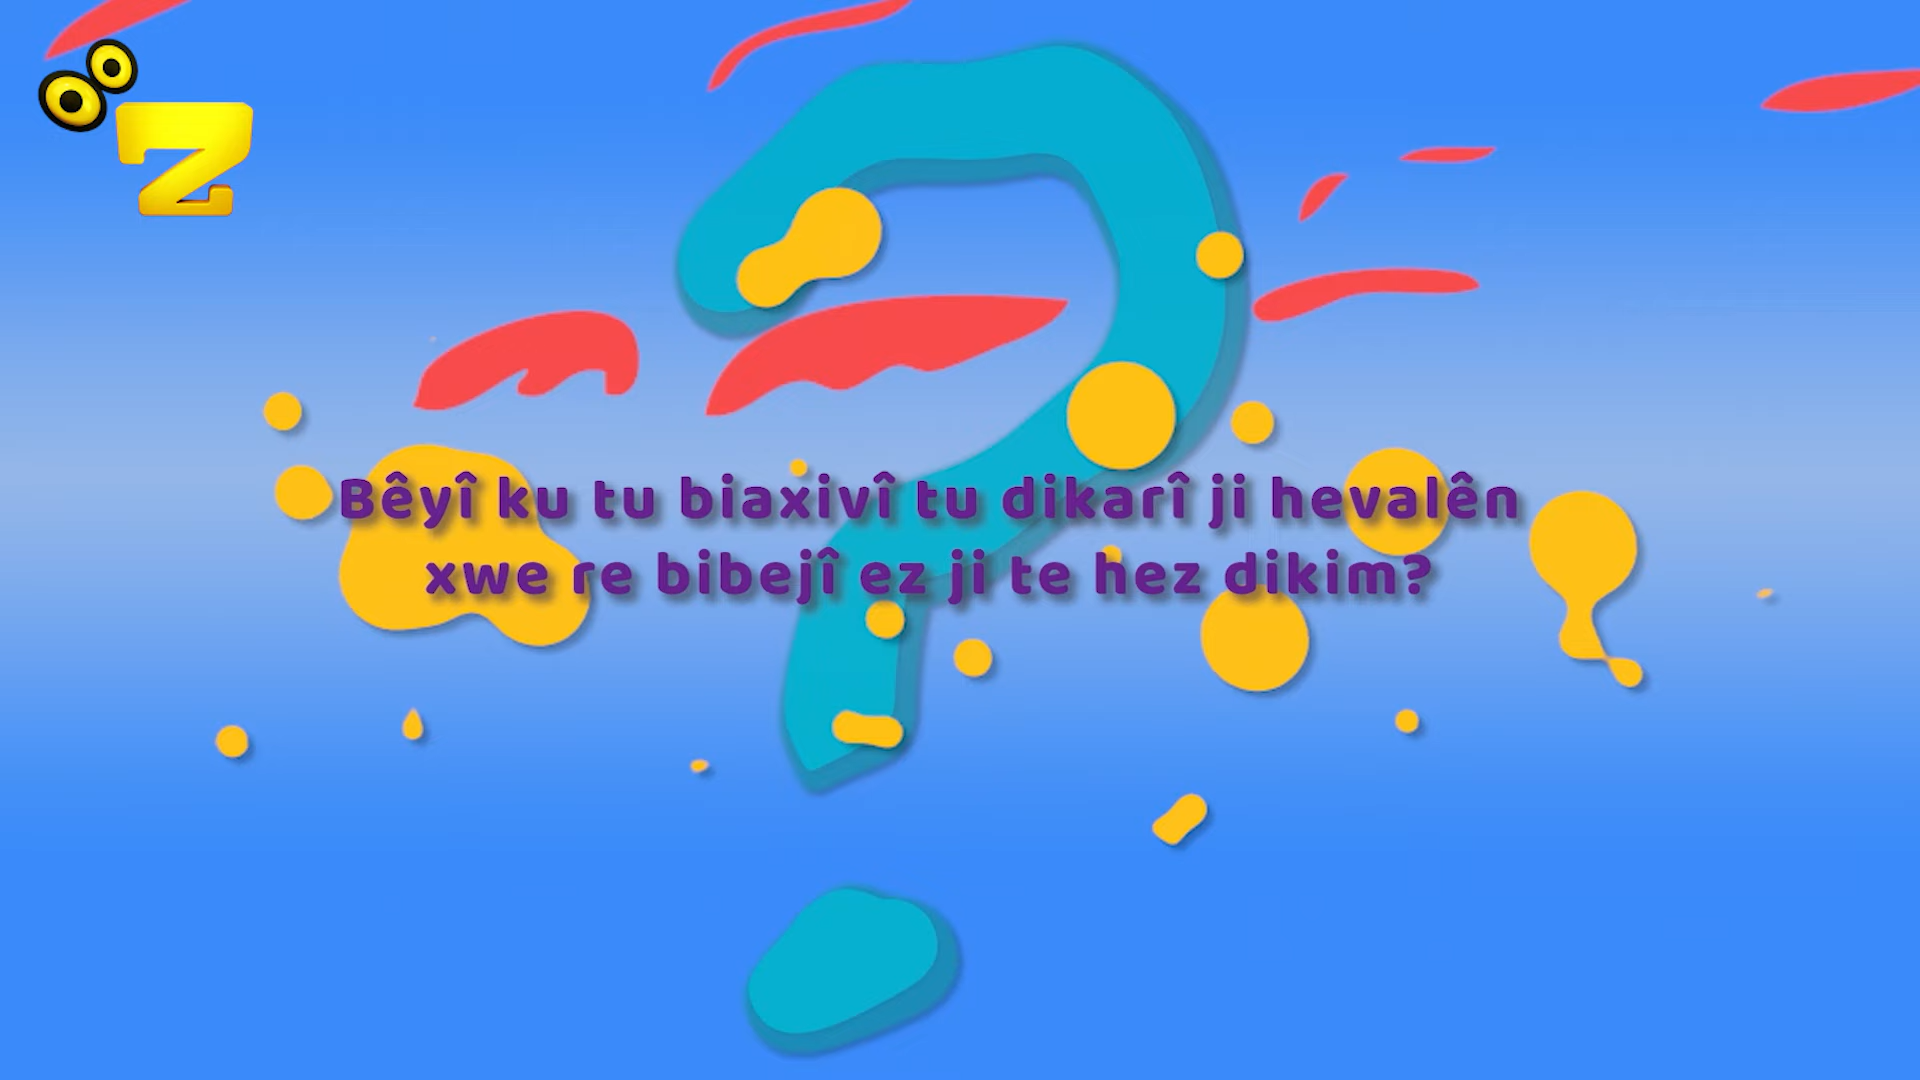 Z
Bêyî ku tu biaxivî tu dikarî ji hevalên
xwe re bibejî ez ji te hez dikim?